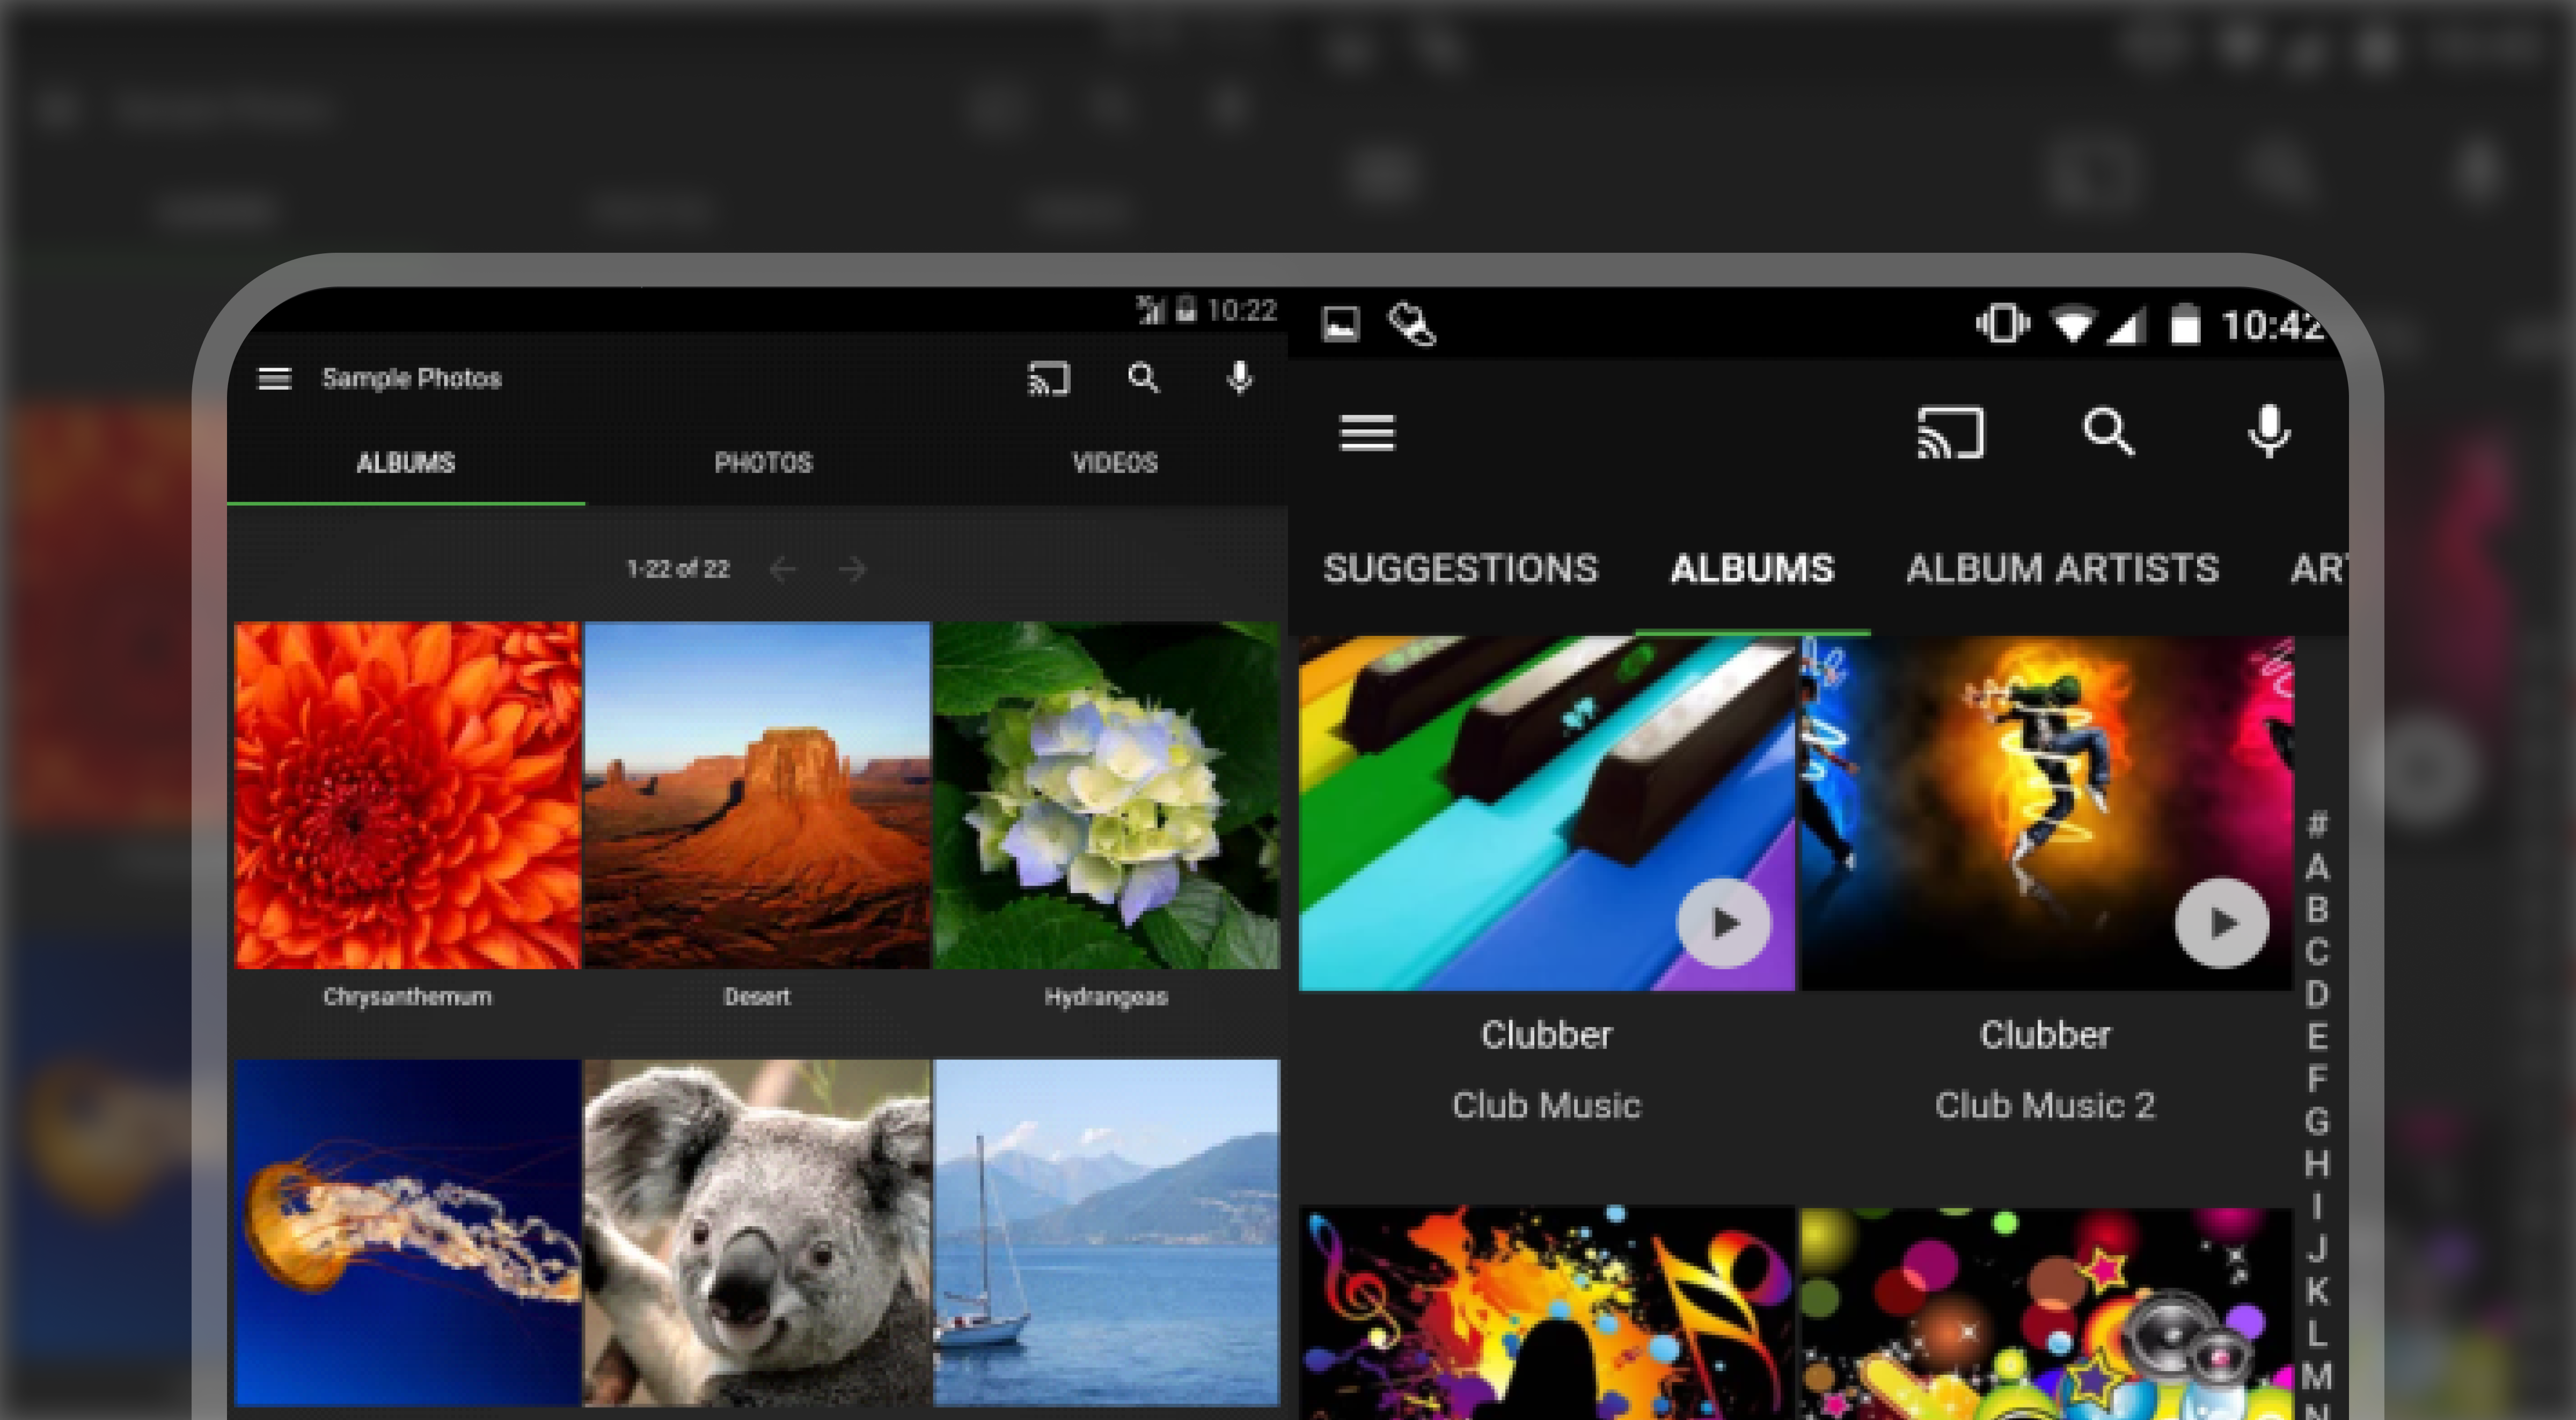 10:22
Sample Photos
ALBUMS PHOTOS VIDEOS
1-22 of 22
Chrysanthemum Desert Hydrangeas
10:42
SUGGESTIONS ALBUMS ALBUM ARTISTS AR
Clubber Clubber
Club Music Club Music 2
#
A
B
C
D
E
F
G
H
I
J
K
L
M
N